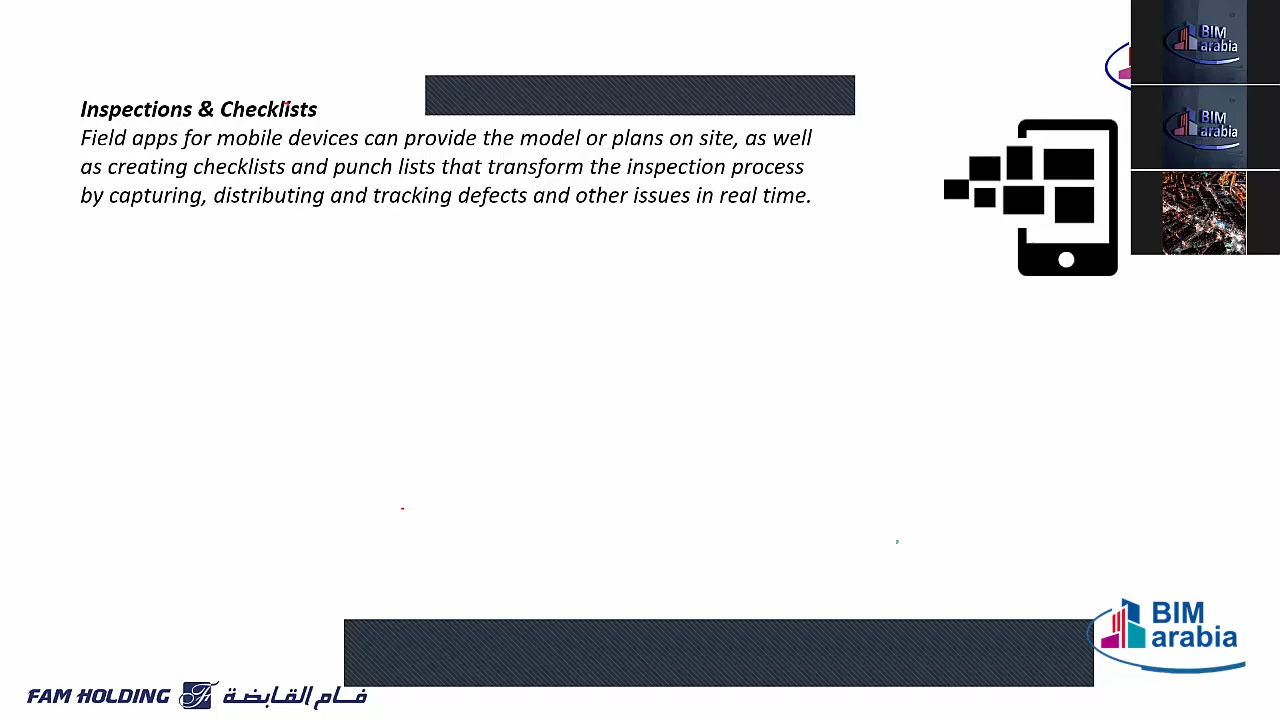 BIM
arabia
BIM
arabia
Inspections & Checklists
Field apps for mobile devices can provide the model or plans on site, as well
as creating checklists and punch lists that transform the inspection process
by capturing, distributing and tracking defects and other issues in real time.
BIM
arabia
FAM HOLDING فام القابضة